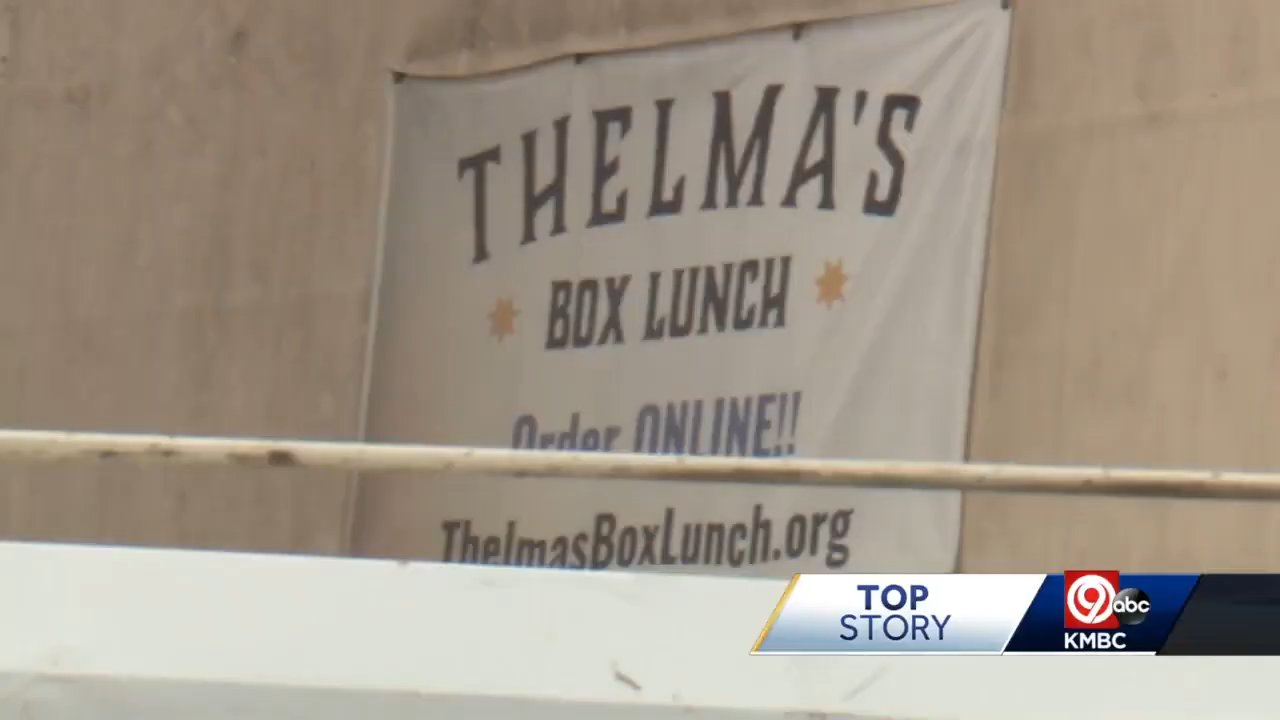 THELMA'S
BOX LUNCH
Order ONLINE!!
ThelmasBoxLunch.org
TOP
STORY
9 abc
KMBC